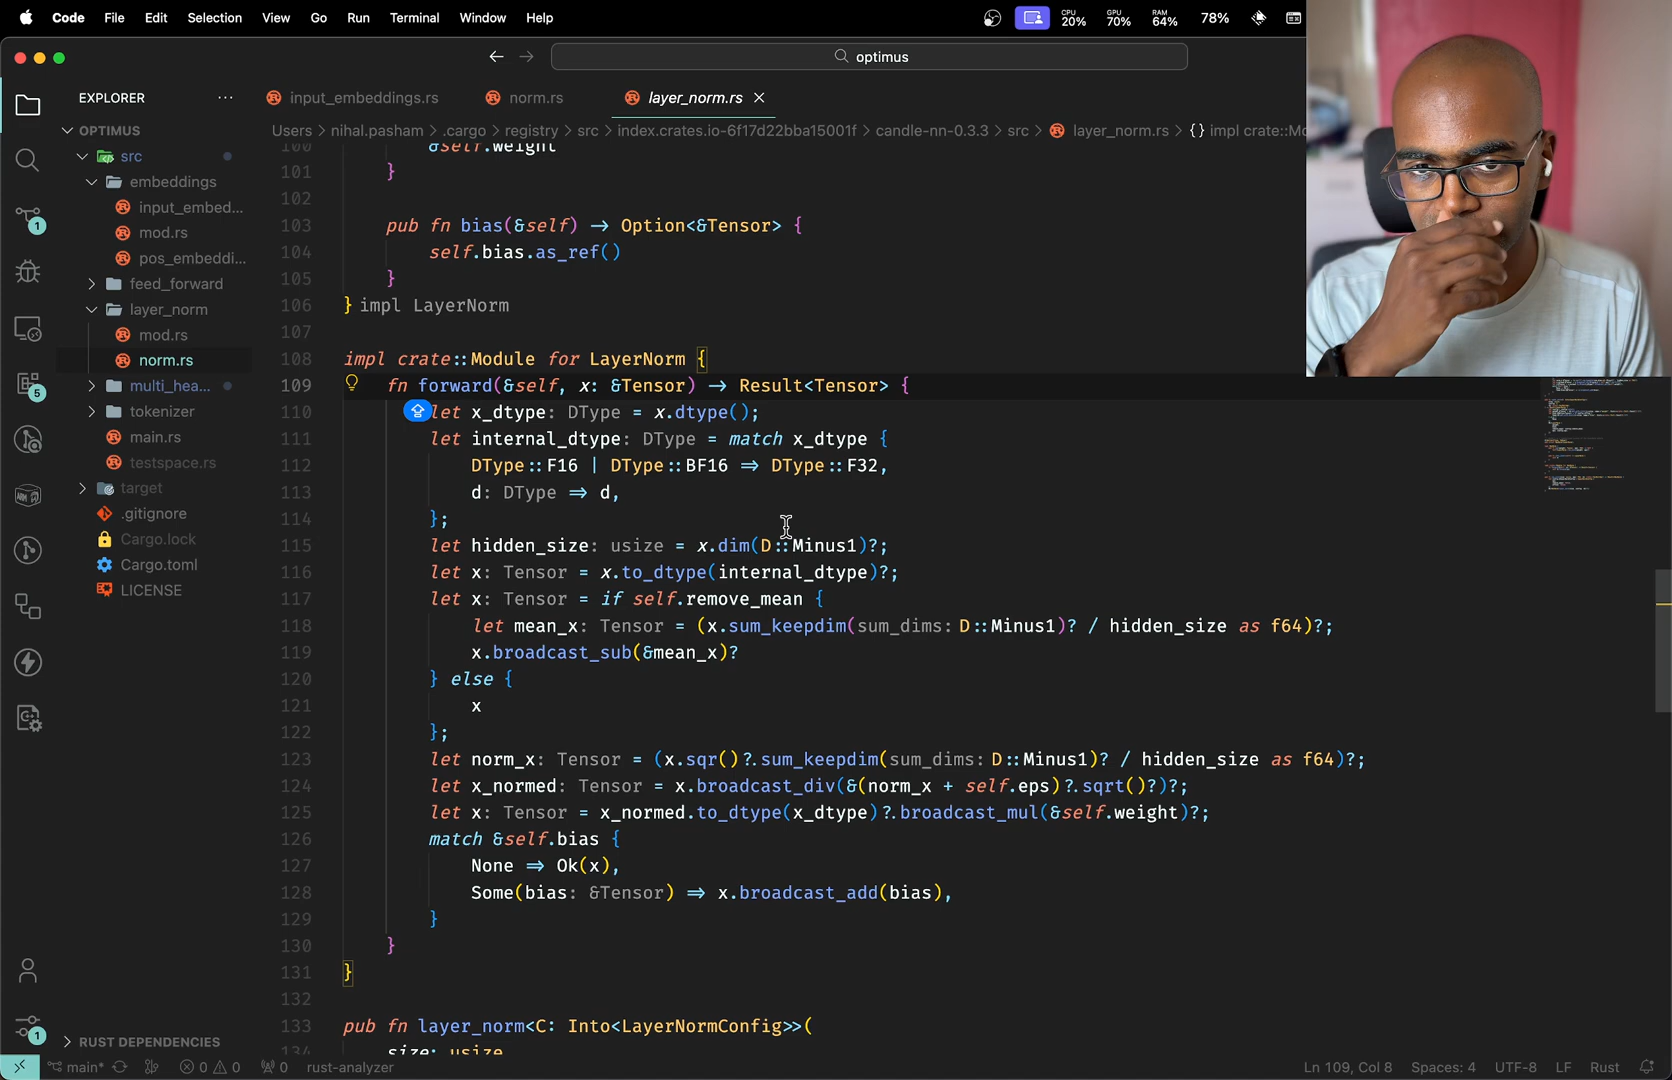 Code File Edit Selection View Go Run Terminal Window Help CPU 20% GPU 70% RAM 64% 78%
optimus
EXPLORER ... input_embeddings.rs norm.rs layer_norm.rs
OPTIMUS
Users > nihal.pasham > .cargo > registry > src > index.crates.io-6f17d22bba15001f > candle-nn-0.3.3 > src > layer_norm.rs > {} impl crate::Mo
src
embeddings
input_embed...
mod.rs
pos_embeddi...
feed_forward
layer_norm
mod.rs
norm.rs
multi_hea...
tokenizer
main.rs
testspace.rs
target
.gitignore
Cargo.lock
Cargo.toml
LICENSE
RUST DEPENDENCIES
1
5
1
100 &self.weight
101 }
102
103 pub fn bias(&self) → Option<&Tensor> {
104 self.bias.as_ref()
105 }
106 } impl LayerNorm
107
108 impl crate::Module for LayerNorm {
109 fn forward(&self, x: &Tensor) → Result<Tensor> {
110 let x_dtype: DType = x.dtype();
111 let internal_dtype: DType = match x_dtype {
112 DType::F16 | DType::BF16 ⇒ DType::F32,
113 d: DType ⇒ d,
114 };
115 let hidden_size: usize = x.dim(D::Minus1)?;
116 let x: Tensor = x.to_dtype(internal_dtype)?;
117 let x: Tensor = if self.remove_mean {
118 let mean_x: Tensor = (x.sum_keepdim(sum_dims: D::Minus1)? / hidden_size as f64)?;
119 x.broadcast_sub(&mean_x)?
120 } else {
121 x
122 };
123 let norm_x: Tensor = (x.sqr()?.sum_keepdim(sum_dims: D::Minus1)? / hidden_size as f64)?;
124 let x_normed: Tensor = x.broadcast_div(&(norm_x + self.eps)?.sqrt()?)?;
125 let x: Tensor = x_normed.to_dtype(x_dtype)?.broadcast_mul(&self.weight)?;
126 match &self.bias {
127 None ⇒ Ok(x),
128 Some(bias: &Tensor) ⇒ x.broadcast_add(bias),
129 }
130 }
131 }
132
133 pub fn layer_norm<C: Into<LayerNormConfig>>(
134 size: usize
main* 0 0 0 rust-analyzer Ln 109, Col 8 Spaces: 4 UTF-8 LF Rust